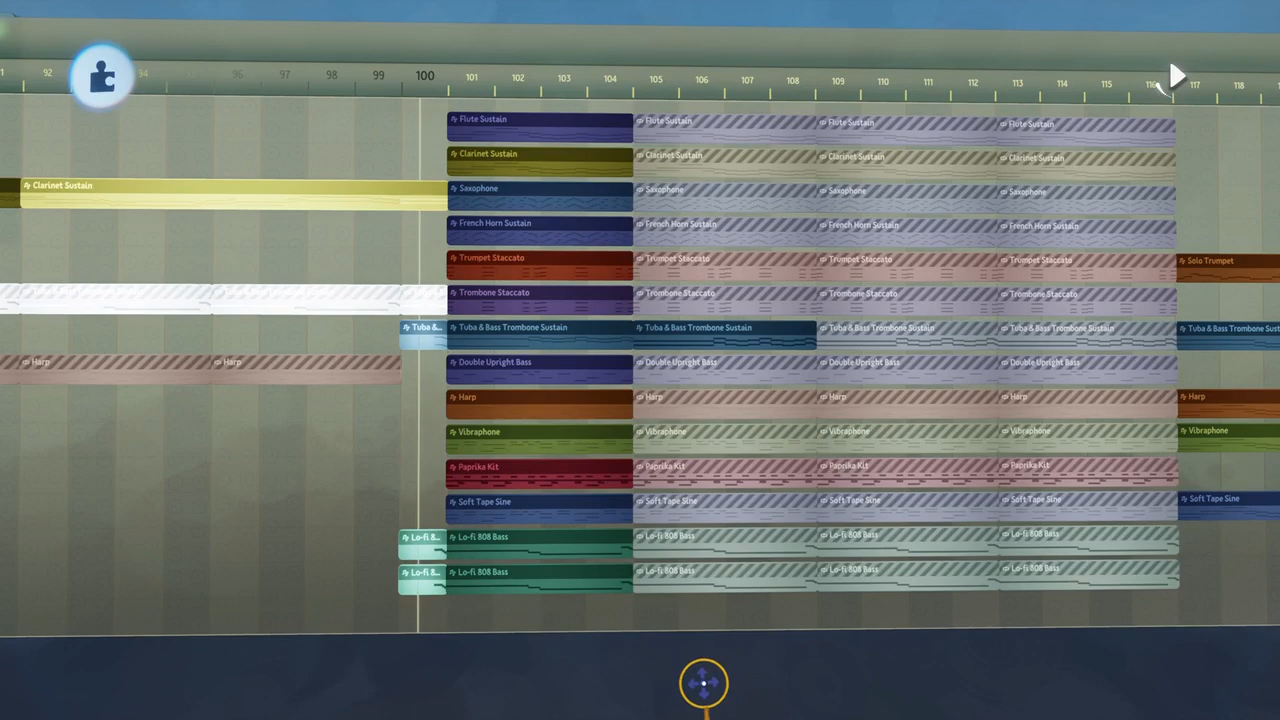 92 94 96 97 98 99 100 101 102 103 104 105 106 107 108 109 110 111 112 113 114 115 116 117 118
Flute Sustain Flute Sustain Flute Sustain Flute Sustain
Clarinet Sustain Clarinet Sustain Clarinet Sustain Clarinet Sustain
Clarinet Sustain Saxophone Saxophone Saxophone Saxophone
French Horn Sustain French Horn Sustain French Horn Sustain French Horn Sustain
Trumpet Staccato Trumpet Staccato Trumpet Staccato Trumpet Staccato Solo Trumpet
Trombone Staccato Trombone Staccato Trombone Staccato Trombone Staccato
Tuba &... Tuba & Bass Trombone Sustain Tuba & Bass Trombone Sustain Tuba & Bass Trombone Sustain Tuba & Bass Trombone Sustain Tuba & Bass Trombone Sust
Harp Harp Double Upright Bass Double Upright Bass Double Upright Bass Double Upright Bass
Harp Harp Harp Harp Harp
Vibraphone Vibraphone Vibraphone Vibraphone Vibraphone
Paprika Kit Paprika Kit Paprika Kit Paprika Kit
Soft Tape Sine Soft Tape Sine Soft Tape Sine Soft Tape Sine Soft Tape Sine
Lo-fi 8... Lo-fi 808 Bass Lo-fi 808 Bass Lo-fi 808 Bass Lo-fi 808 Bass
Lo-fi 8... Lo-fi 808 Bass Lo-fi 808 Bass Lo-fi 808 Bass Lo-fi 808 Bass